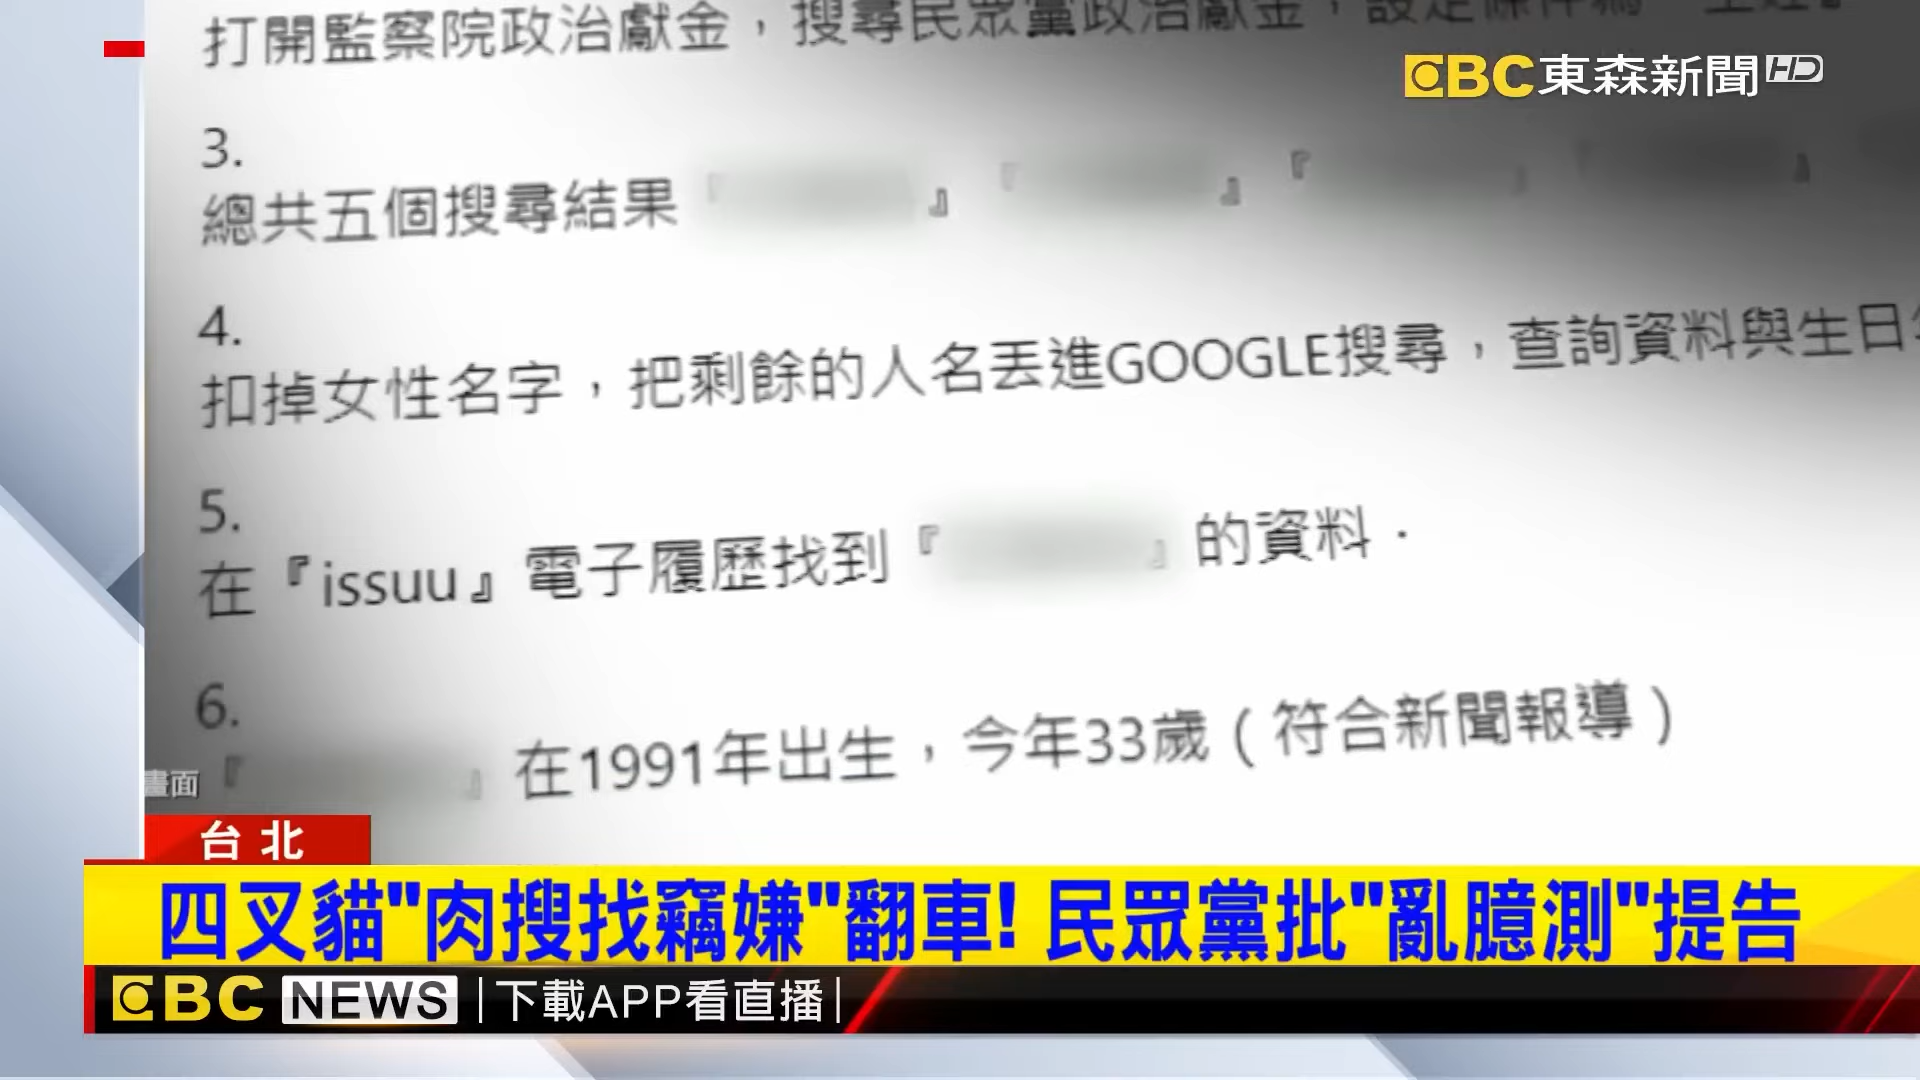 打開監察院政治獻金，搜尋民眾黨政治獻金，設定條件為
EBC東森新聞HD
3.
總共五個搜尋結果『』『』『』『』
4.
扣掉女性名字，把剩餘的人名丟進GOOGLE搜尋，查詢資料與生日
5.
在『issuu』電子履歷找到『』的資料．
6.
『』在1991年出生，今年33歲（符合新聞報導）
畫面
台北
四叉貓"肉搜找竊嫌"翻車! 民眾黨批"亂臆測"提告
EBC NEWS |下載APP看直播|